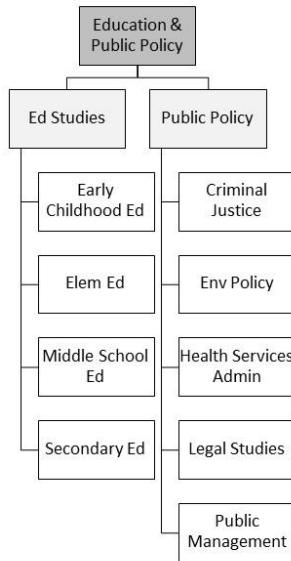 Education &
Public Policy
Ed Studies
Public Policy
Early
Childhood Ed
Elem Ed
Middle School
Ed
Secondary Ed
Criminal
Justice
Env Policy
Health Services
Admin
Legal Studies
Public
Management